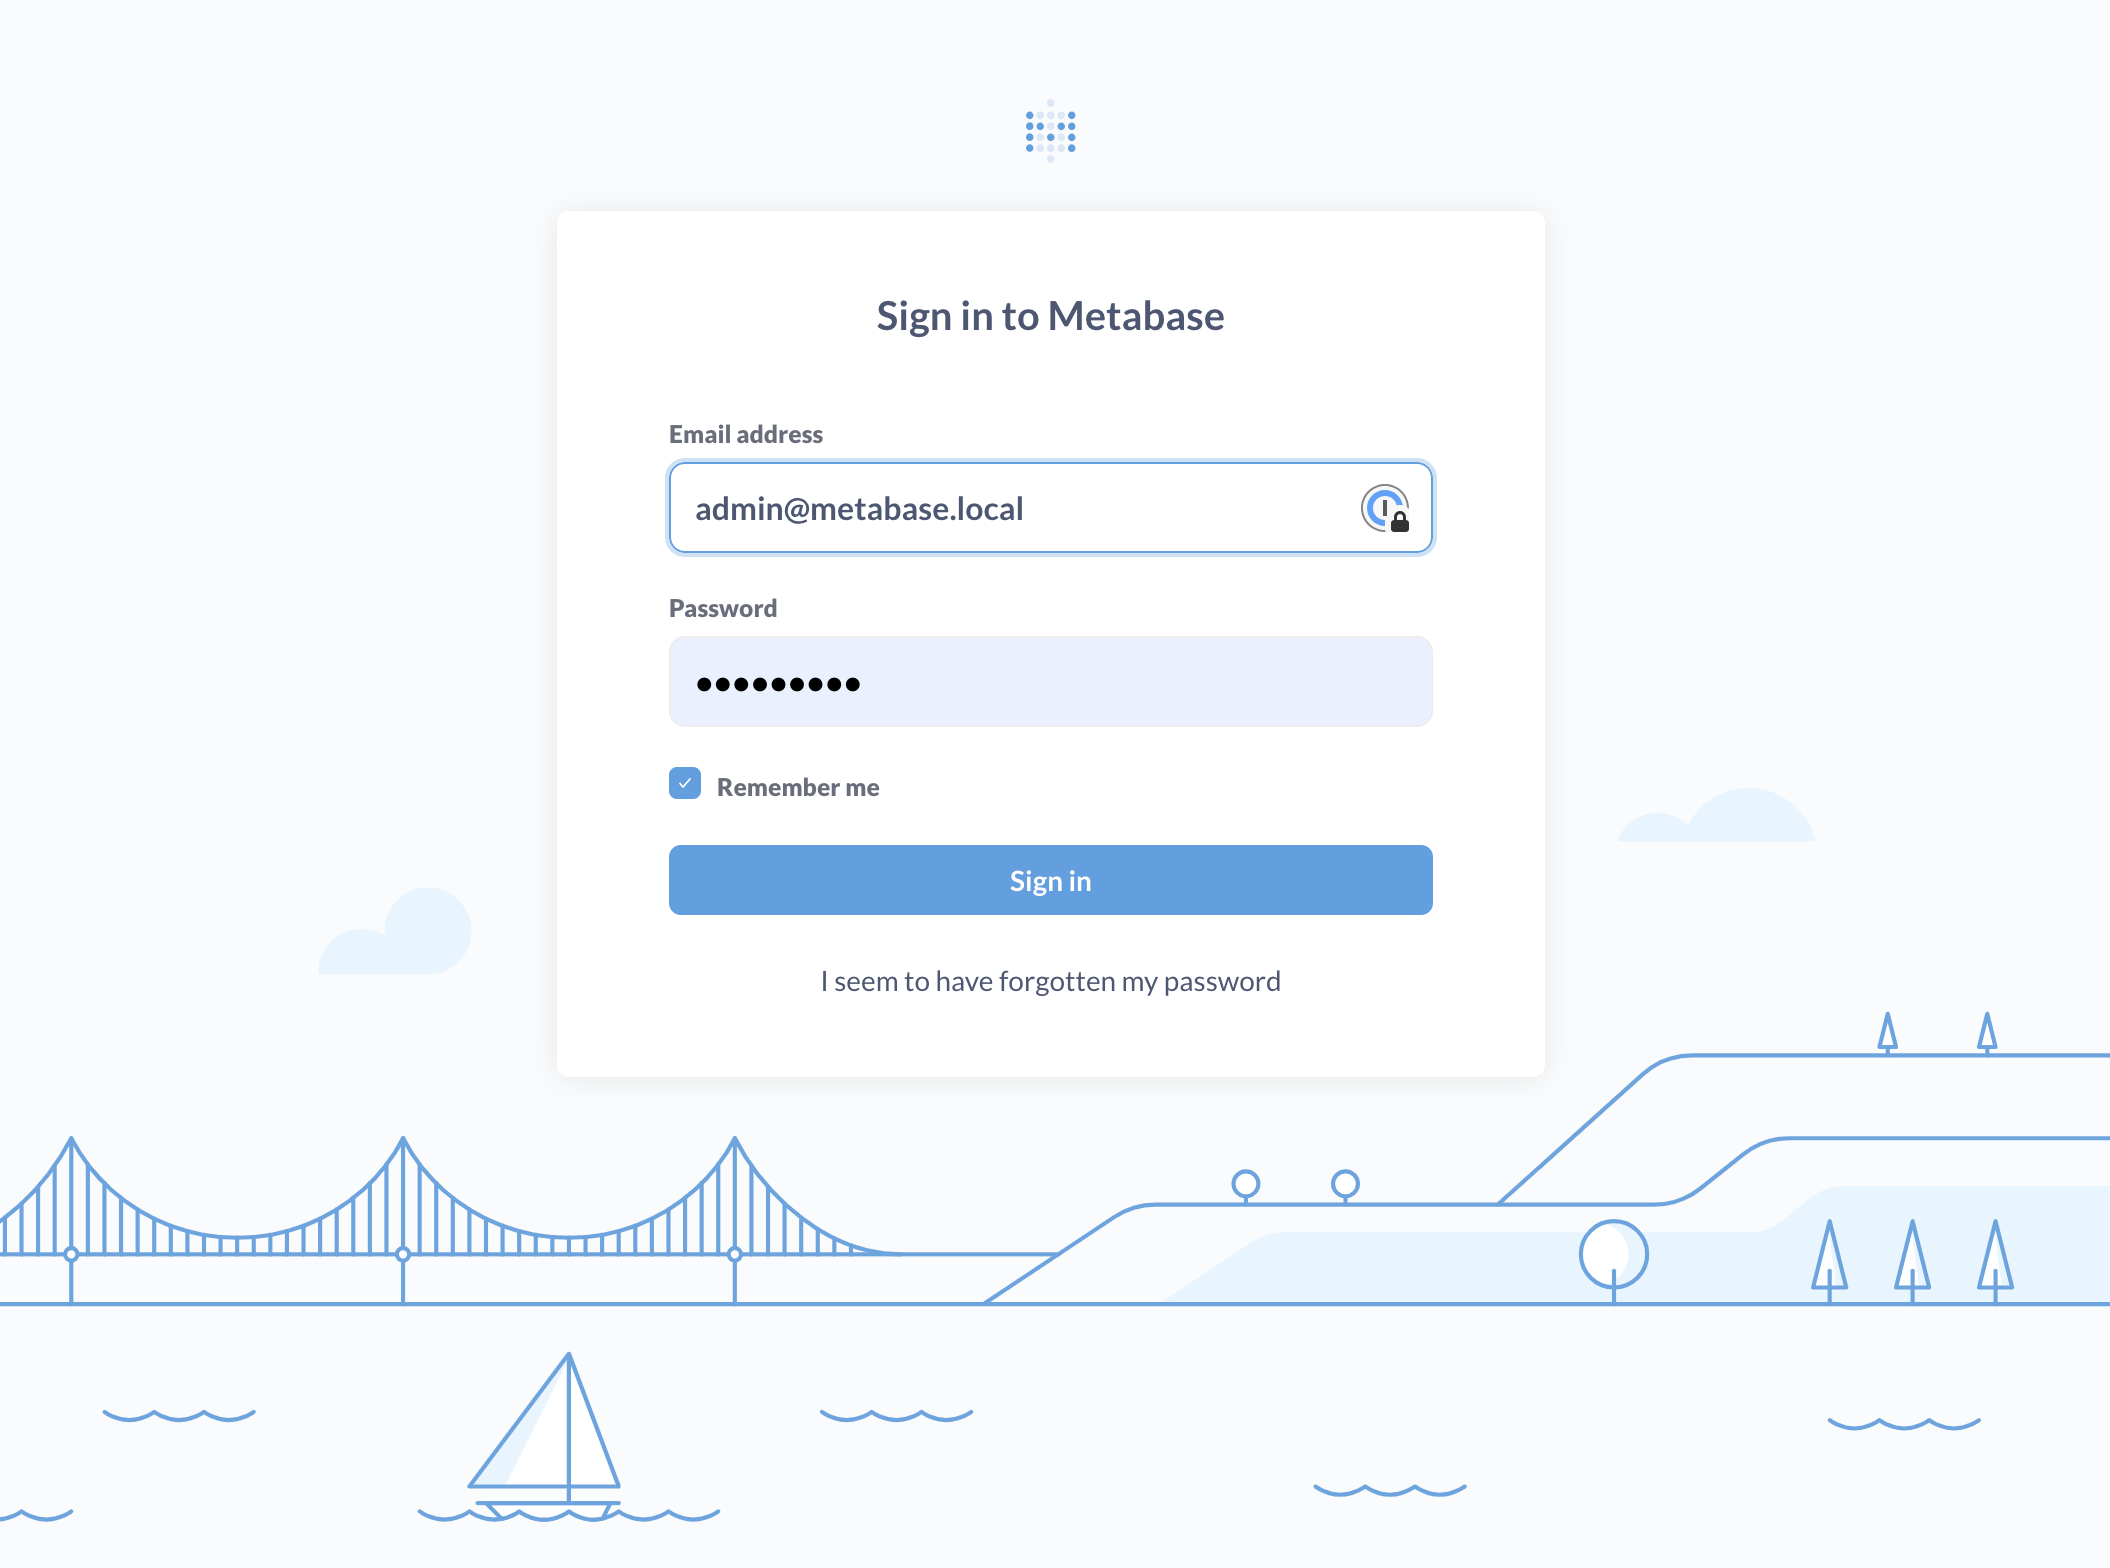 Sign in to Metabase
Email address
admin@metabase.local
Password
•••••••••
Remember me
Sign in
I seem to have forgotten my password